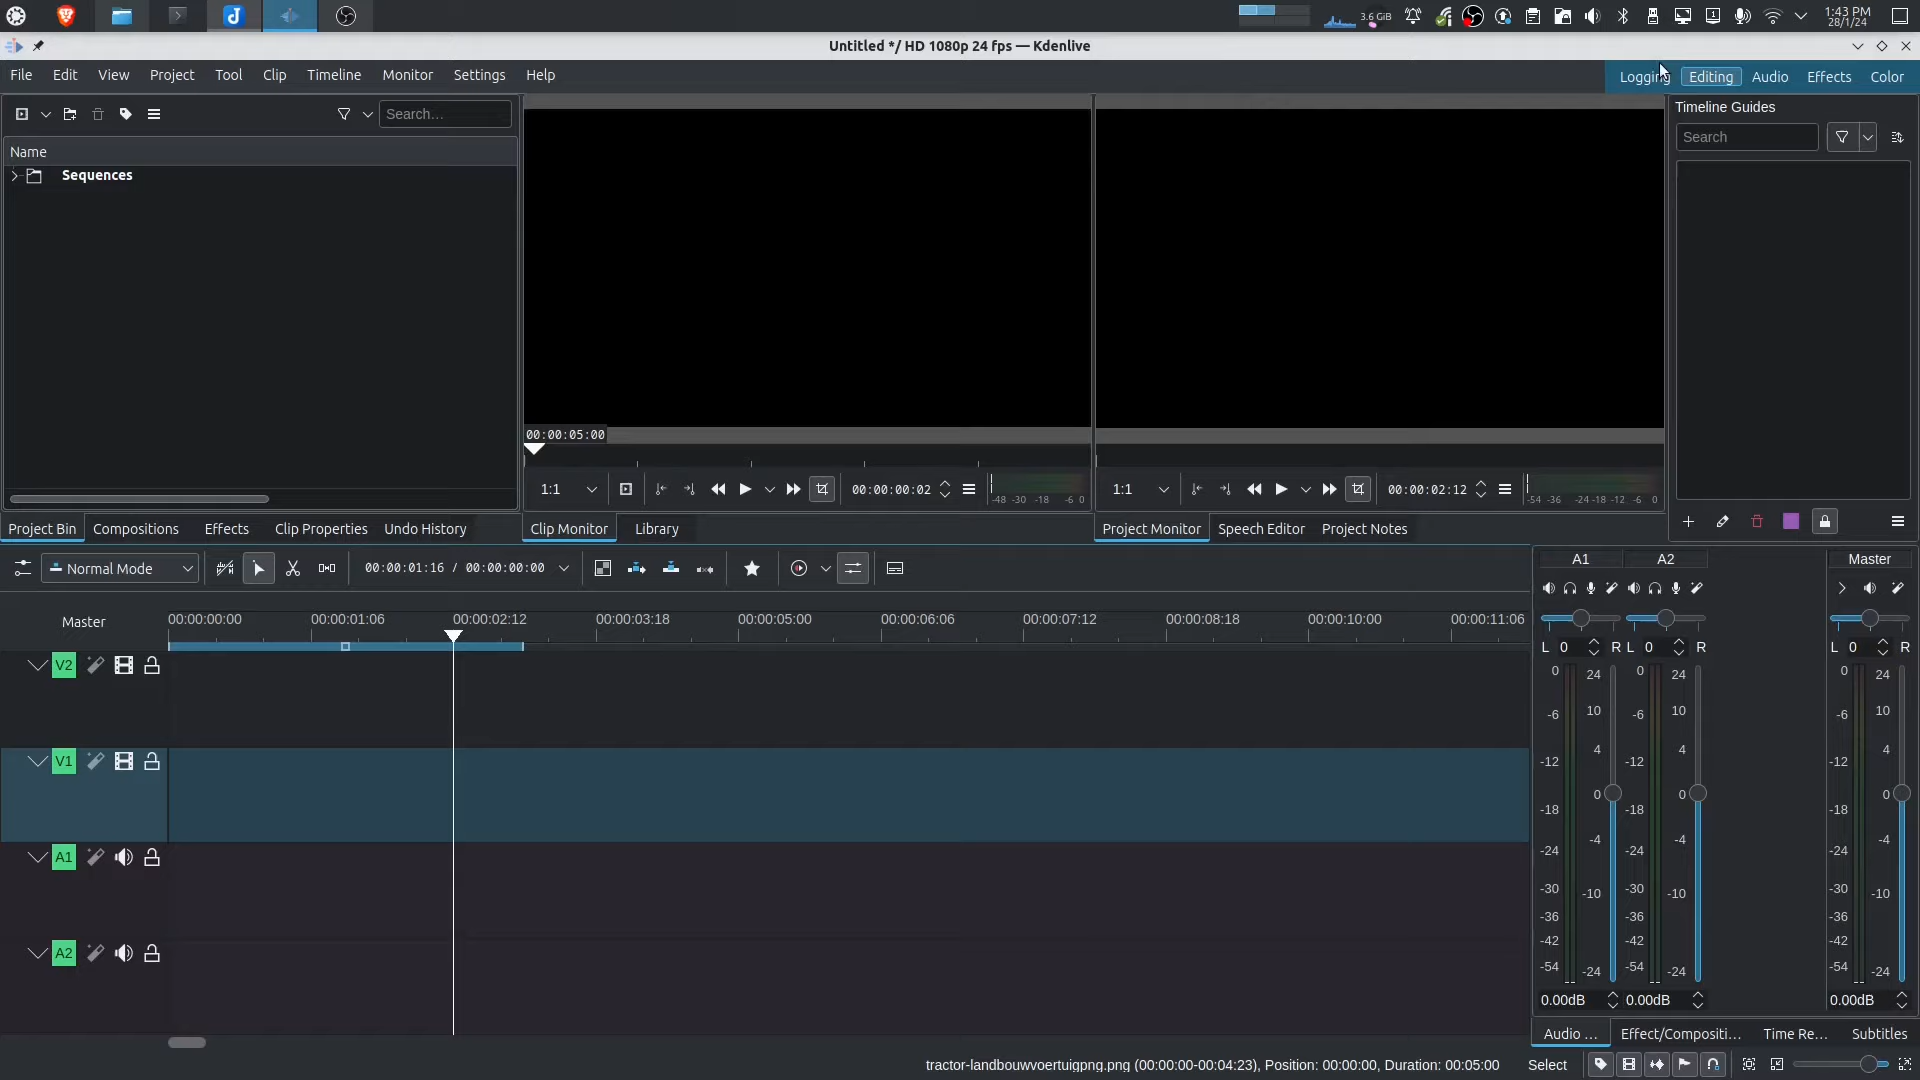 3.6 GiB
1:43 PM
28/1/24
Untitled */ HD 1080p 24 fps — Kdenlive
File Edit View Project Tool Clip Timeline Monitor Settings Help
Logging Editing Audio Effects Color
Search...
Name
Sequences
Timeline Guides
Search
00:00:05:00
1:1
00:00:00:02
-48 -30 -18 -6 0
1:1
00:00:02:12
-54 -36 -24 -18 -12 -6 0
Project Bin Compositions Effects Clip Properties Undo History
Clip Monitor Library
Project Monitor Speech Editor Project Notes
Normal Mode
00:00:01:16 / 00:00:00:00
Master
00:00:00:00 00:00:01:06 00:00:02:12 00:00:03:18 00:00:05:00 00:00:06:06 00:00:07:12 00:00:08:18 00:00:10:00 00:00:11:06
V2
V1
A1
A2
A1 A2 Master
L 0 R L 0 R L 0 R
0 24 0 24 0 24
-6 10 -6 10 -6 10
4 4 4
-12 -12 -12
0 0 0
-18 -18 -18
-4 -4 -4
-24 -24 -24
-30 -10 -30 -10 -30 -10
-36 -36 -36
-42 -42 -42
-54 -24 -54 -24 -54 -24
0.00dB 0.00dB 0.00dB
Audio ... Effect/Compositi... Time Re... Subtitles
tractor-landbouwvoertuigpng.png (00:00:00-00:04:23), Position: 00:00:00, Duration: 00:05:00
Select